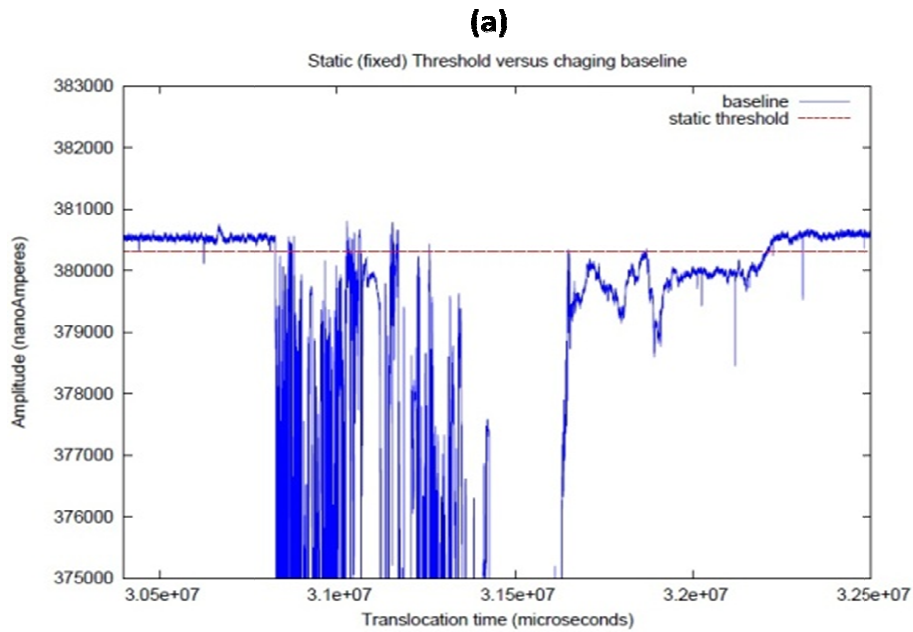 (a)
Static (fixed) Threshold versus chaging baseline
383000
baseline
static threshold
382000
381000
380000
379000
378000
377000
376000
375000
Amplitude (nanoAmperes)
3.05e+07 3.1e+07 3.15e+07 3.2e+07 3.25e+07
Translocation time (microseconds)